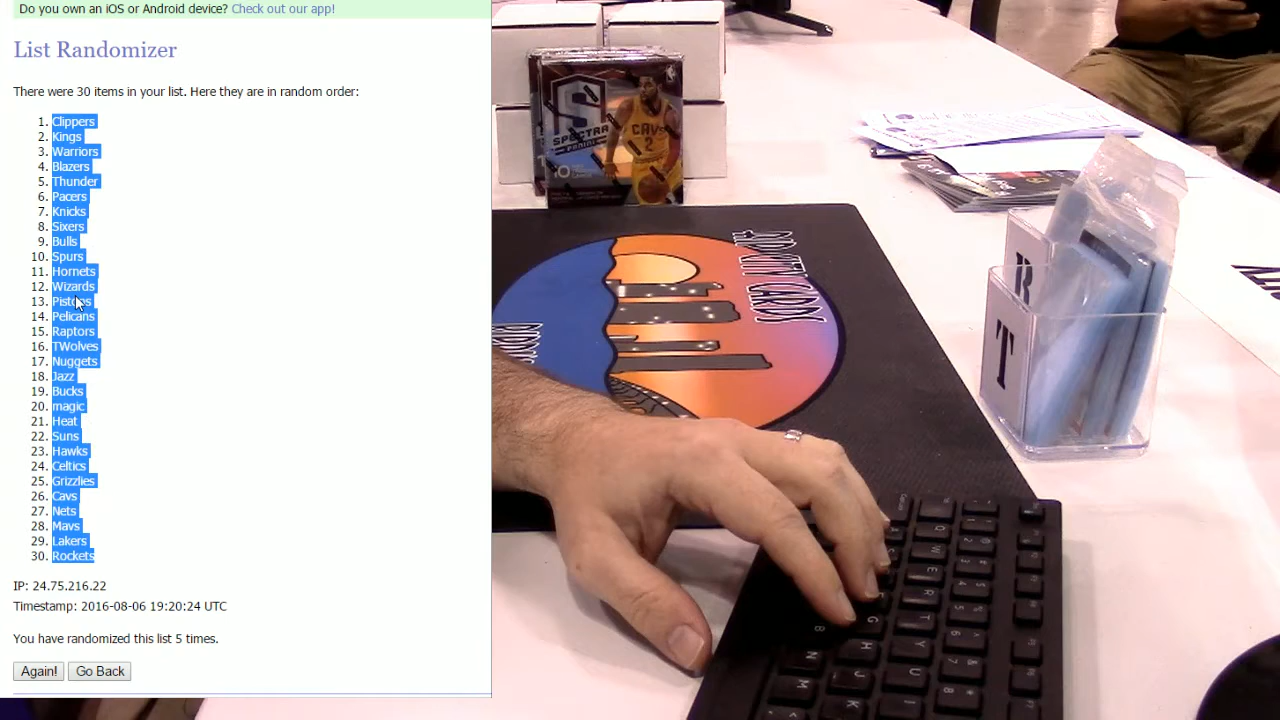 Do you own an iOS or Android device? Check out our app!
List Randomizer
There were 30 items in your list. Here they are in random order:
1. Clippers
2. Kings
3. Warriors
4. Blazers
5. Thunder
6. Pacers
7. Knicks
8. Sixers
9. Bulls
10. Spurs
11. Hornets
12. Wizards
13. Pistons
14. Pelicans
15. Raptors
16. TWolves
17. Nuggets
18. Jazz
19. Bucks
20. magic
21. Heat
22. Suns
23. Hawks
24. Celtics
25. Grizzlies
26. Cavs
27. Nets
28. Mavs
29. Lakers
30. Rockets
IP: 24.75.216.22
Timestamp: 2016-08-06 19:20:24 UTC
You have randomized this list 5 times.
Again! Go Back
SPECTRA
PANINI
CAVS
2
R
T